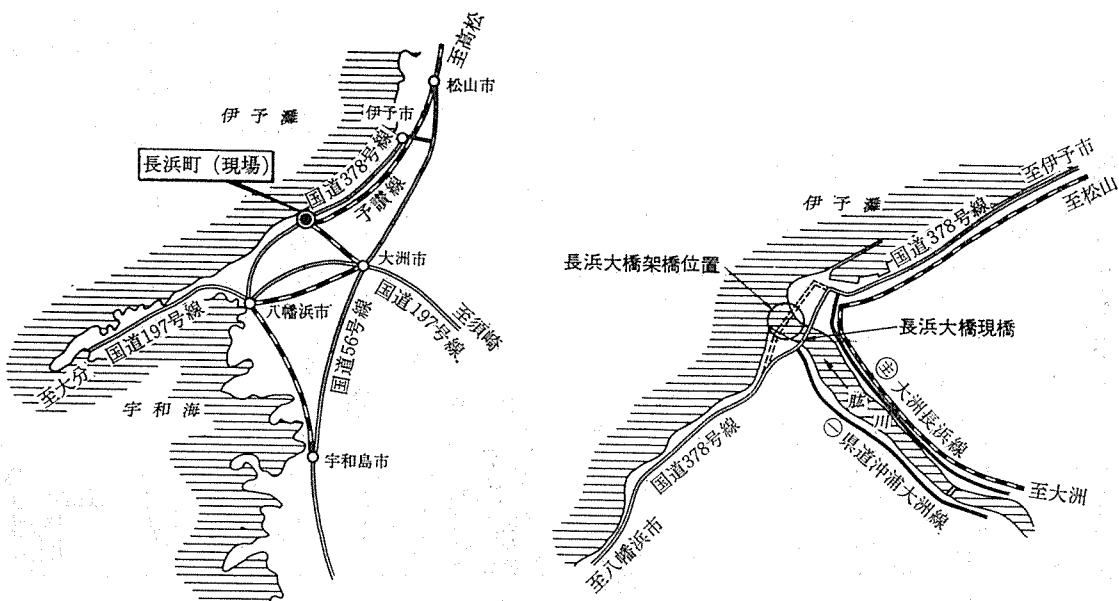 至高松
松山市
伊予市
伊予灘
長浜町（現場）
国道378号線
予讃線
大洲市
八幡浜市
国道197号線
至須崎
国道197号線
国道56号線
至大分
宇和海
宇和島市
至伊予市
至松山
伊予灘
国道378号線
長浜大橋架橋位置
長浜大橋現橋
主 大洲長浜線
肱川
一 県道沖浦大洲線
国道378号線
至大洲
至八幡浜市